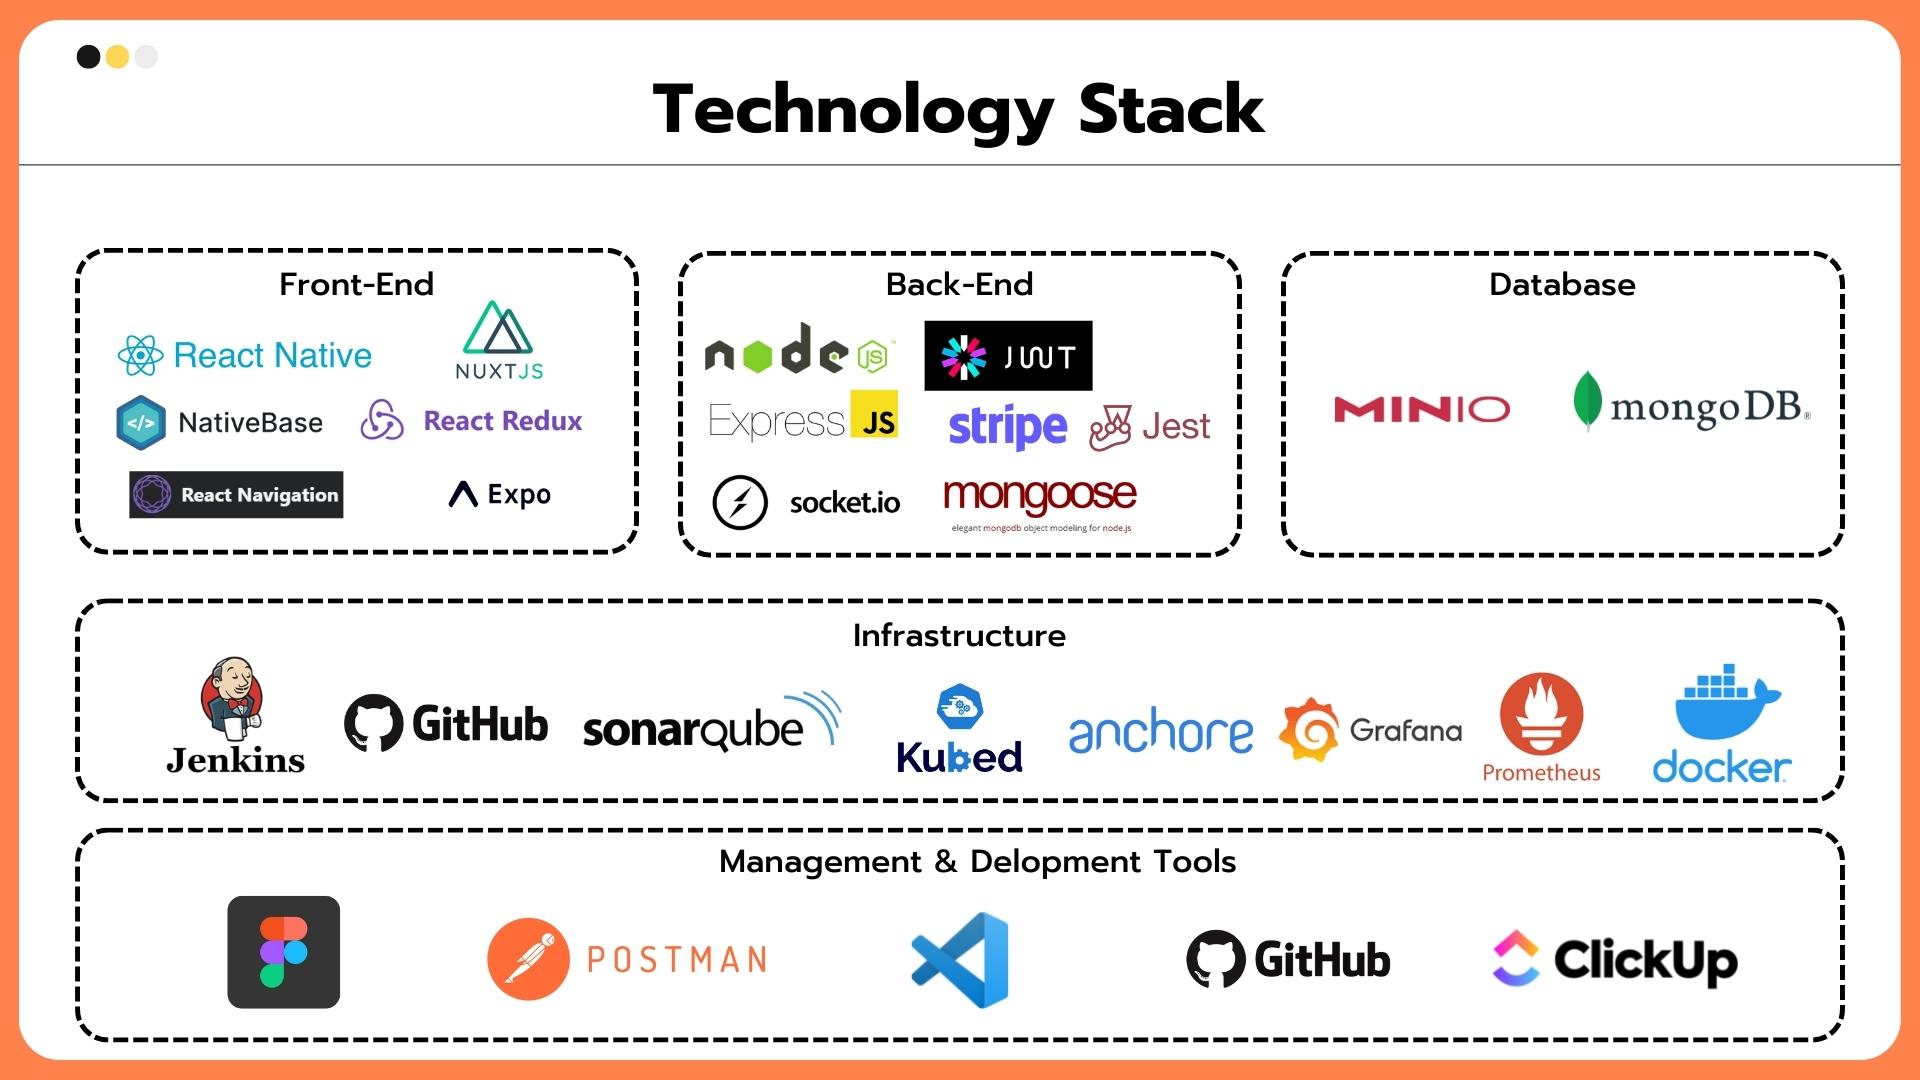 Technology Stack
Front-End
React Native
NUXTJS
</>
NativeBase
React Redux
React Navigation
Expo
Back-End
node JS ™
JWT
Express JS
stripe
Jest
socket.io
mongoose
elegant mongodb object modeling for node.js
Database
MINIO
mongoDB®
Infrastructure
Jenkins
GitHub
sonarqube
Kubed
anchore
Grafana
Prometheus
docker
Management & Delopment Tools
POSTMAN
GitHub
ClickUp